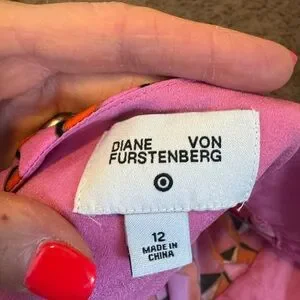 DIANE VON
FURSTENBERG
12
MADE IN
CHINA